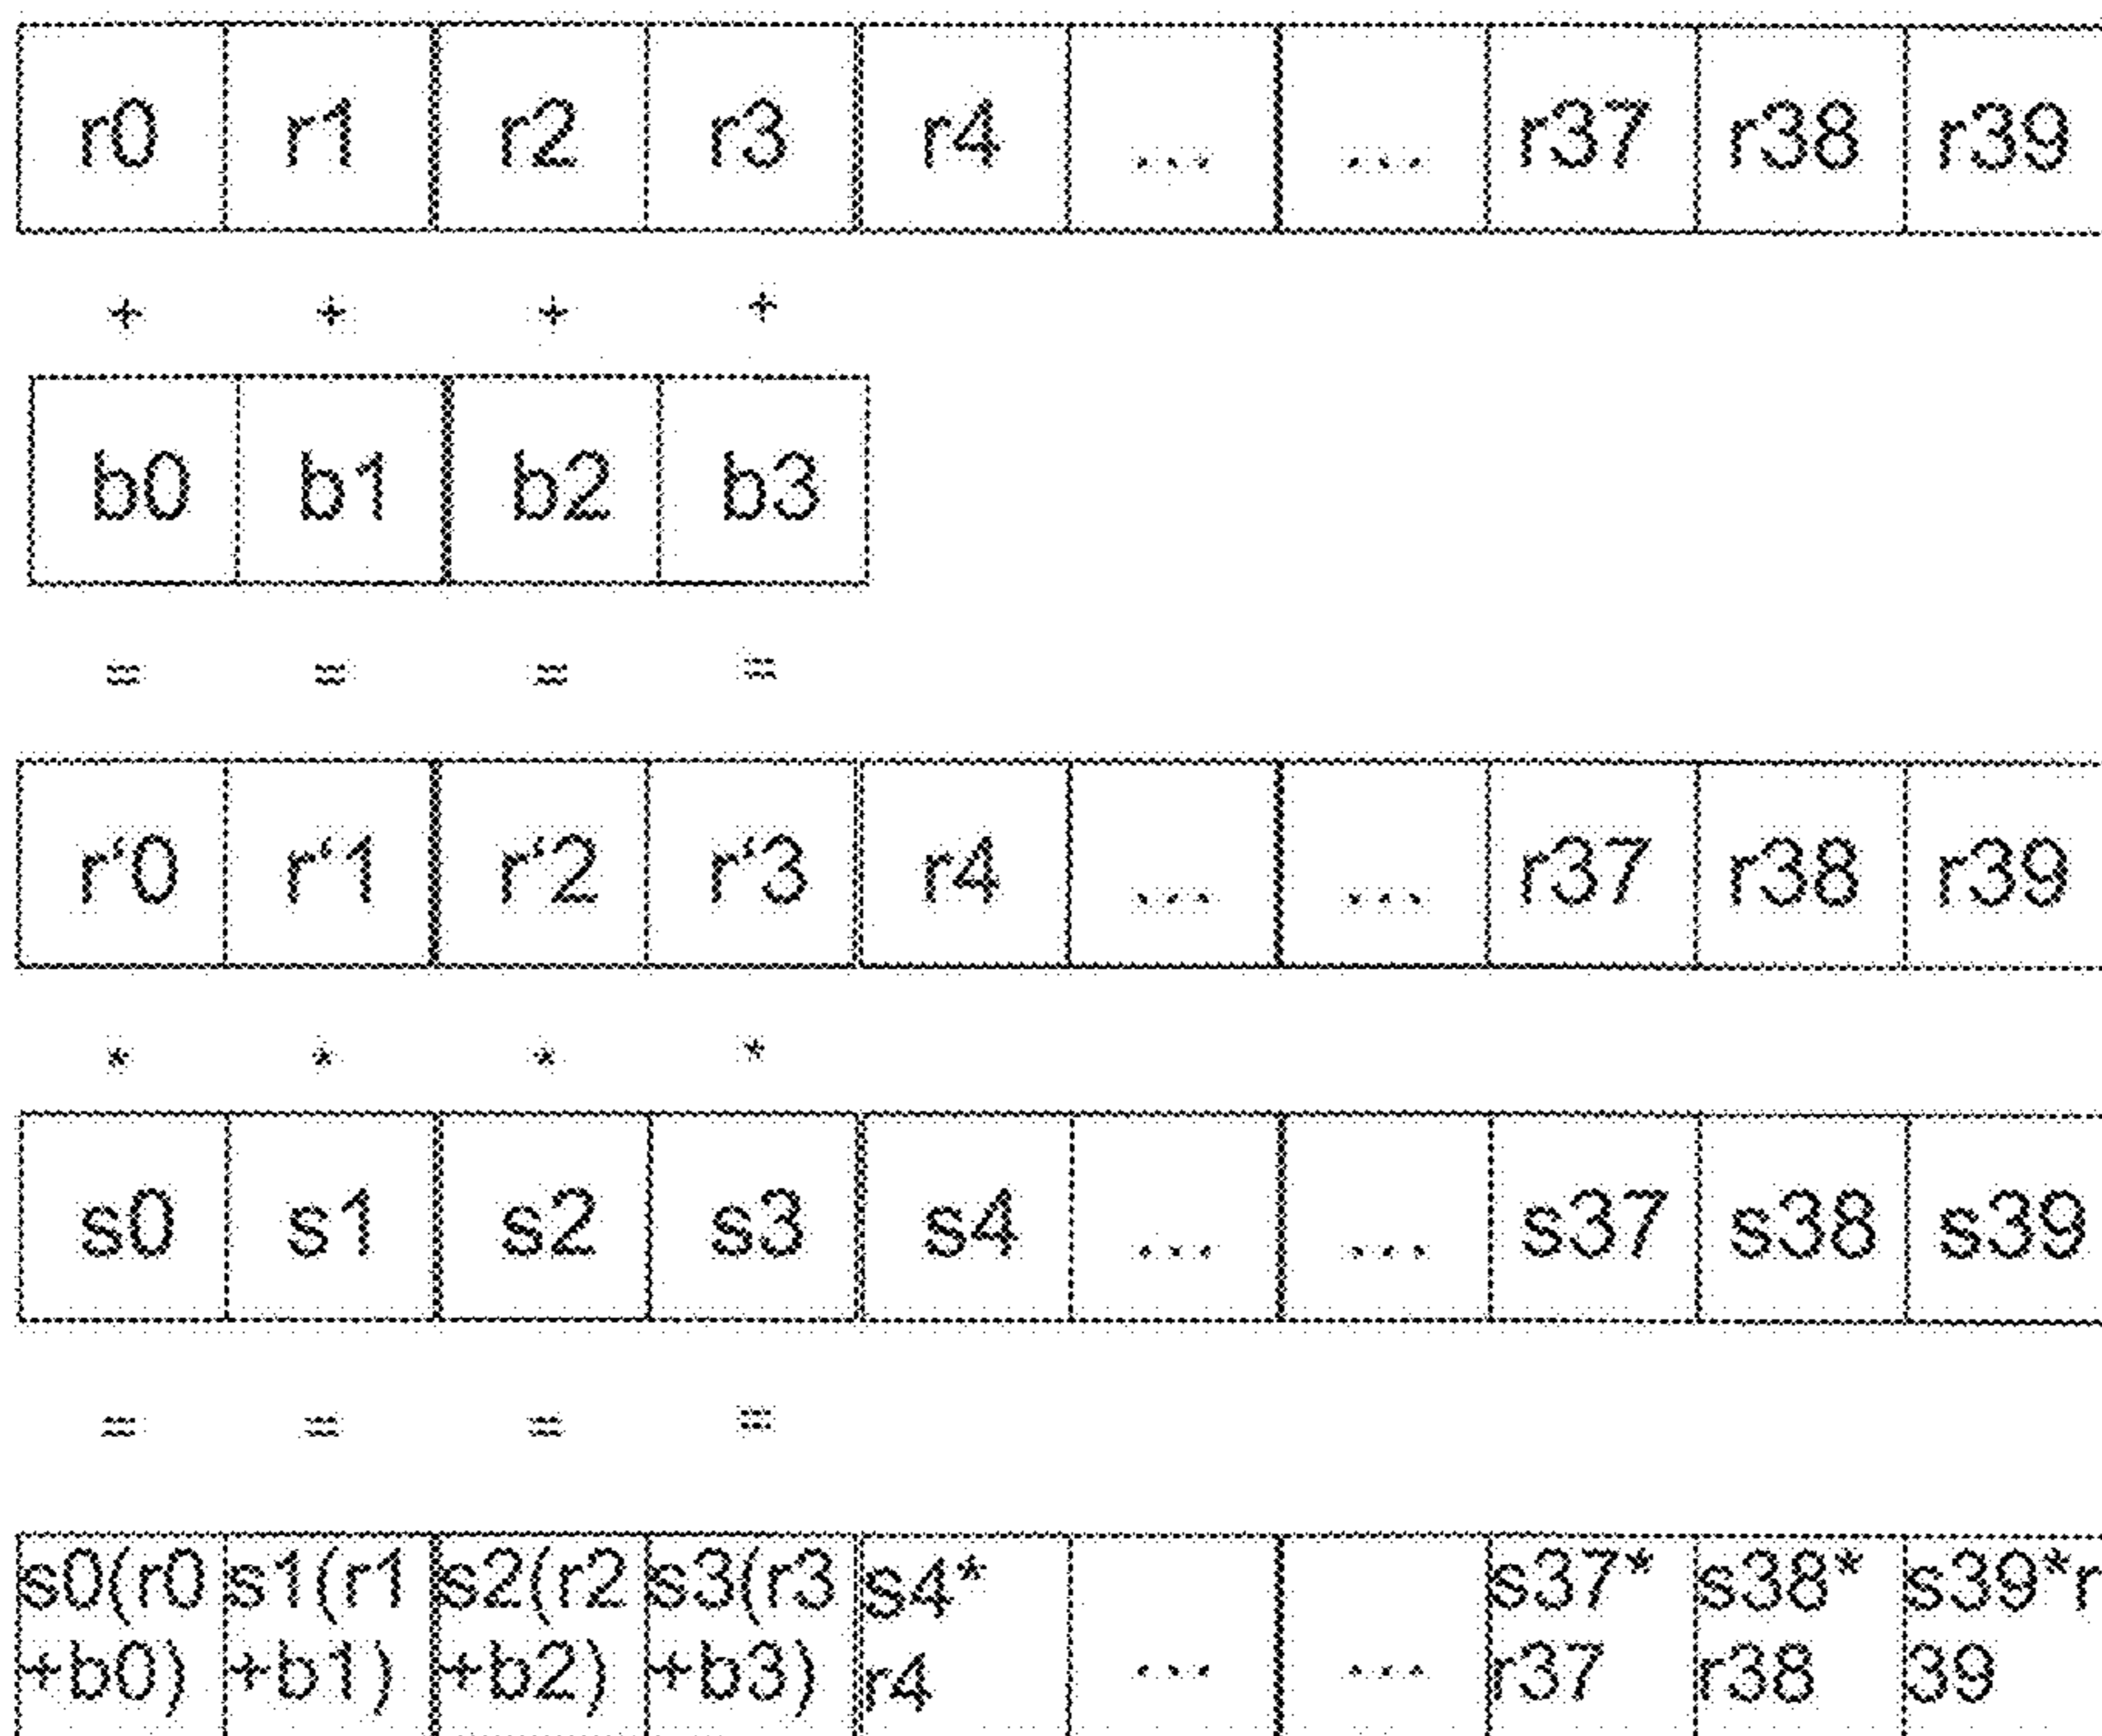 r0 r1 r2 r3 r4 ... ... r37 r38 r39
+ + + +
b0 b1 b2 b3
= = = =
r‘0 r‘1 r‘2 r‘3 r4 ... ... r37 r38 r39
* * * *
s0 s1 s2 s3 s4 ... ... s37 s38 s39
= = = =
s0(r0 s1(r1 s2(r2 s3(r3 s4* s37* s38* s39*r
+b0) +b1) +b2) +b3) r4 ... ... r37 r38 39